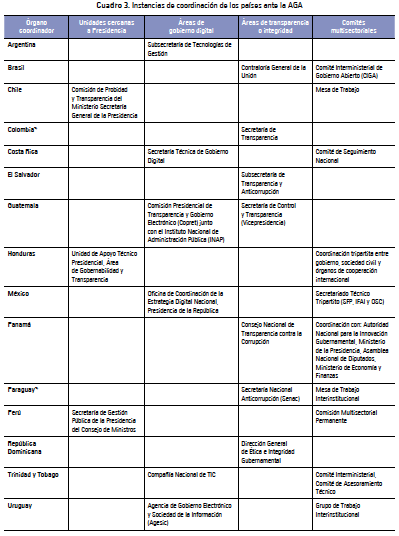 Cuadro 3. Instancias de coordinación de los países ante la AGA
Órgano coordinador
Unidades cercanas a Presidencia
Áreas de gobierno digital
Áreas de transparencia o integridad
Comités multisectoriales
Argentina
Subsecretaría de Tecnologías de
Gestión
Brasil
Contraloría General de la
Unión
Comité Interministerial de
Gobierno Abierto (CIGA)
Chile
Comisión de Probidad
y Transparencia del
Ministerio Secretaría
General de la Presidencia
Mesa de Trabajo
Colombia*
Secretaría de
Transparencia
Costa Rica
Secretaría Técnica de Gobierno
Digital
Comité de Seguimiento
Nacional
El Salvador
Subsecretaría de
Transparencia y
Anticorrupción
Guatemala
Comisión Presidencial de
Transparencia y Gobierno
Electrónico (Copret) junto
con el Instituto Nacional de
Administración Pública (INAP)
Secretaría de Control
y Transparencia
(Vicepresidencia)
Honduras
Unidad de Apoyo Técnico
Presidencial, Área
de Gobernabilidad y
Transparencia
Coordinación tripartita entre
gobierno, sociedad civil y
órganos de cooperación
internacional
México
Oficina de Coordinación de la
Estrategia Digital Nacional,
Presidencia de la República
Secretariado Técnico
Tripartito (SFP, IFAI y OSC)
Panamá
Consejo Nacional de
Transparencia contra la
Corrupción
Coordinación con: Autoridad
Nacional para la Innovación
Gubernamental, Ministerio
de la Presidencia, Asamblea
Nacional de Diputados,
Ministerio de Economía y
Finanzas
Paraguay*
Secretaría Nacional
Anticorrupción (Senac)
Mesa de Trabajo
Interinstitucional
Perú
Secretaría de Gestión
Pública de la Presidencia
del Consejo de Ministros
Comisión Multisectorial
Permanente
República
Dominicana
Dirección General
de Ética e Integridad
Gubernamental
Trinidad y Tobago
Compañía Nacional de TIC
Comité Interministerial,
Comité de Asesoramiento
Técnico
Uruguay
Agencia de Gobierno Electrónico
y Sociedad de la Información
(Agesic)
Grupo de Trabajo
Interinstitucional